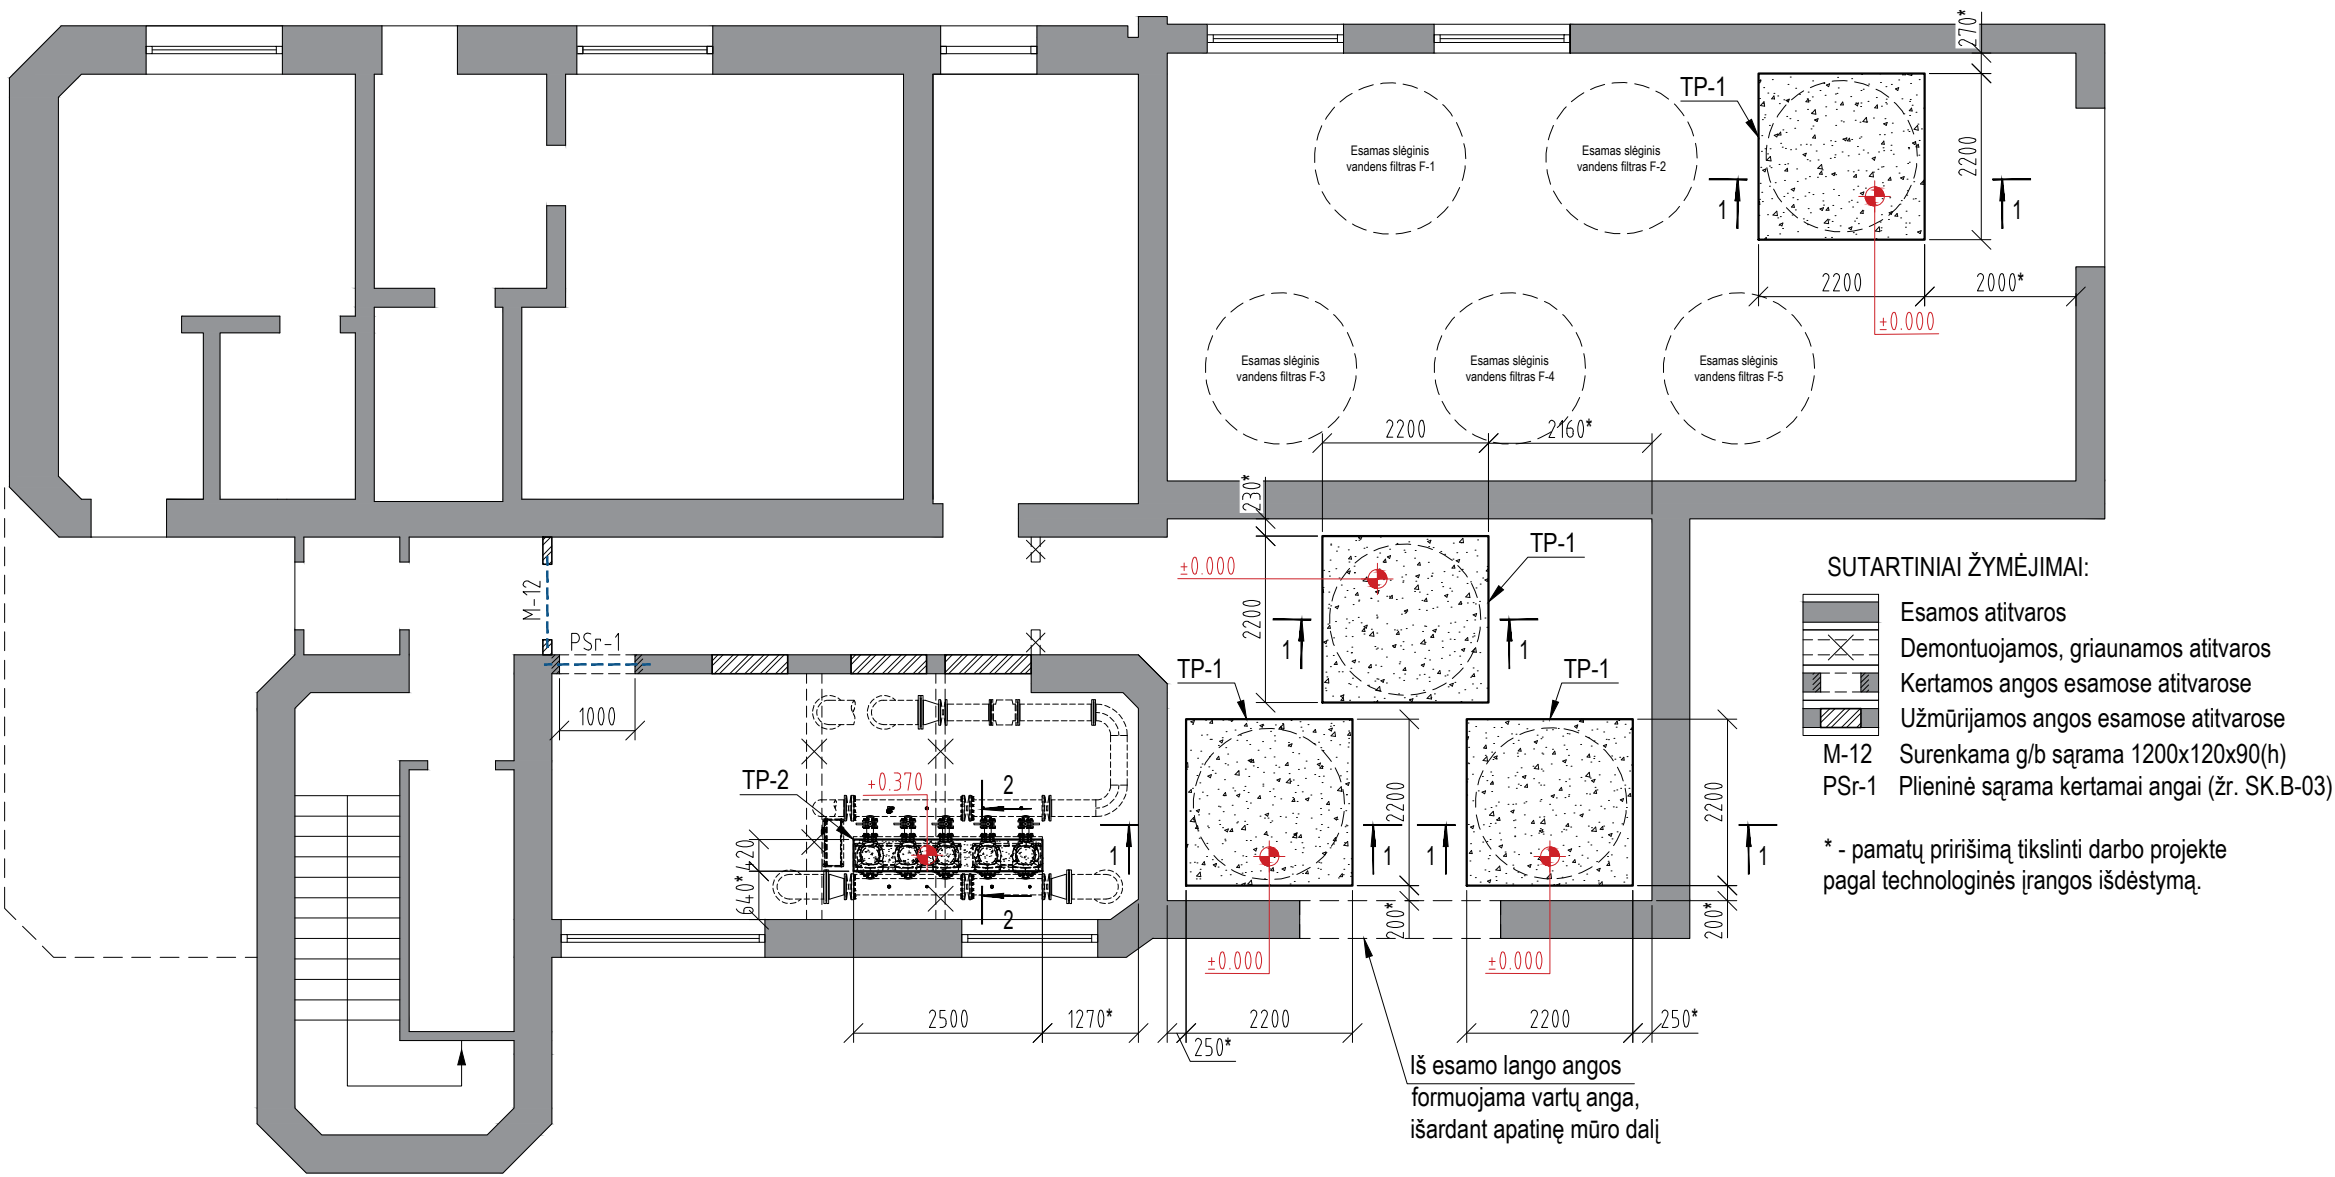 270*
TP-1
2200
Esamas slėginis
vandens filtras F-1
Esamas slėginis
vandens filtras F-2
1
1
2200
2000*
±0.000
Esamas slėginis
vandens filtras F-3
Esamas slėginis
vandens filtras F-4
Esamas slėginis
vandens filtras F-5
2200
2160*
230*
TP-1
±0.000
2200
1
1
M-12
PSr-1
1000
TP-1
TP-1
TP-2
+0.370
2
2
420
640*
1
1
1
1
2200
2200
200*
200*
±0.000
±0.000
2500
1270*
2200
2200
250*
250*
Iš esamo lango angos
formuojama vartų anga,
išardant apatinę mūro dalį
SUTARTINIAI ŽYMĖJIMAI:
Esamos atitvaros
Demontuojamos, griaunamos atitvaros
Kertamos angos esamose atitvarose
Užmūrijamos angos esamose atitvarose
M-12 Surenkama g/b sąrama 1200x120x90(h)
PSr-1 Plieninė sąrama kertamai angai (žr. SK.B-03)
* - pamatų pririšimą tikslinti darbo projekte
pagal technologinės įrangos išdėstymą.